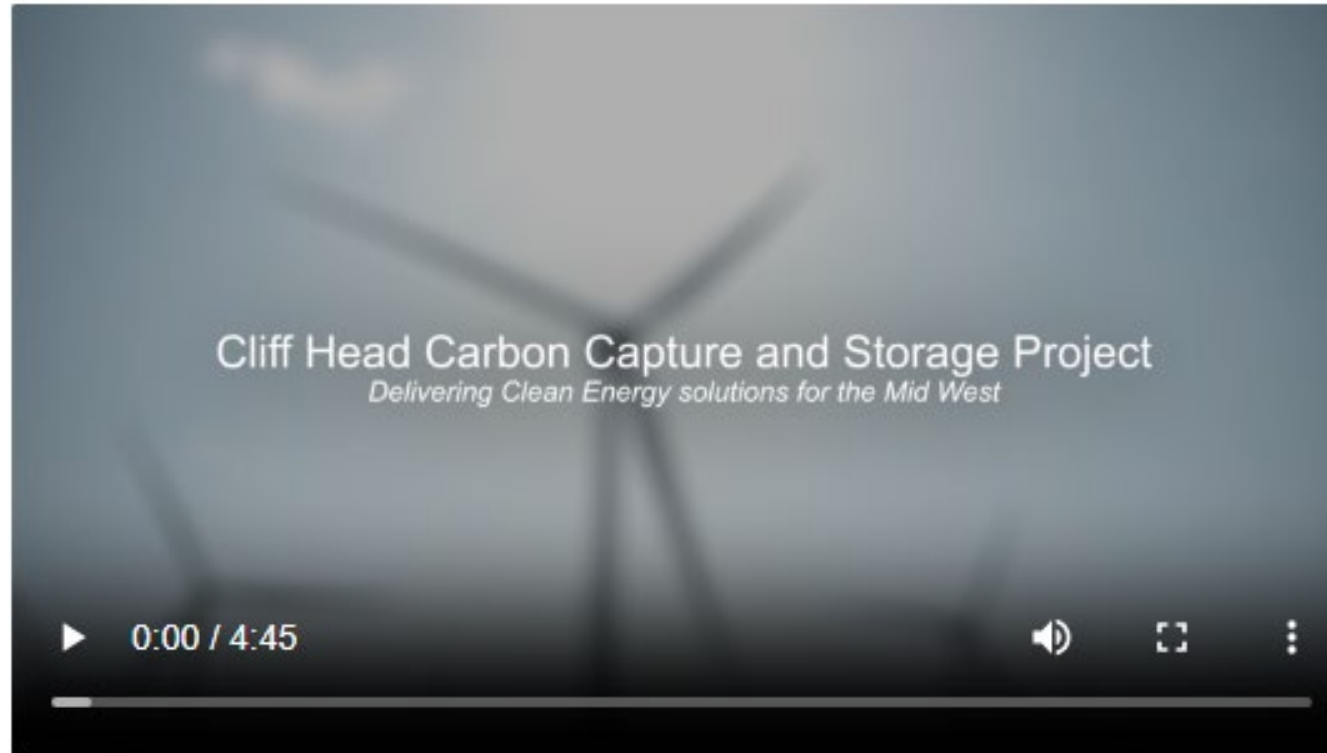 Cliff Head Carbon Capture and Storage Project
Delivering Clean Energy solutions for the Mid West
0:00 / 4:45